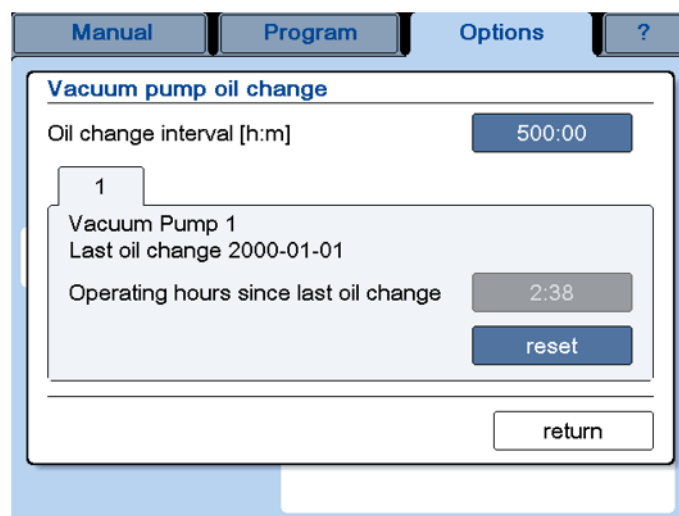 Manual Program Options ?
Vacuum pump oil change
Oil change interval [h:m] 500:00
1
Vacuum Pump 1
Last oil change 2000-01-01
Operating hours since last oil change 2:38
reset
return